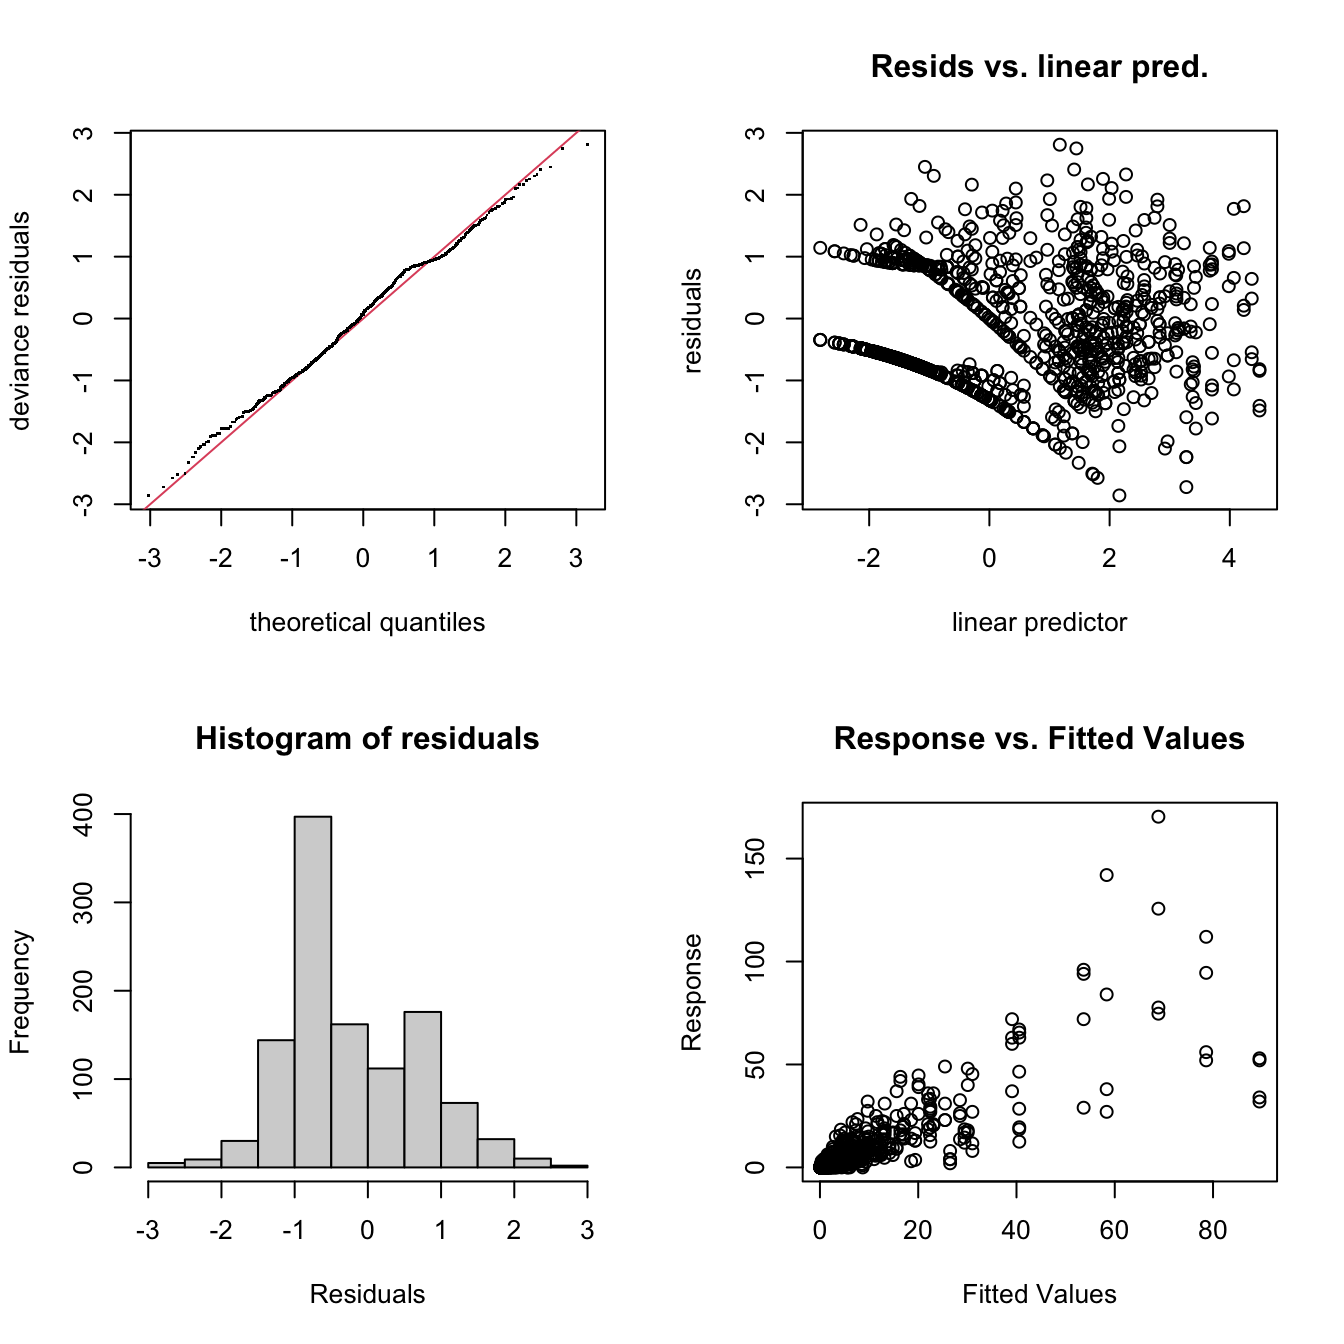 deviance residuals
3
2
1
0
-1
-2
-3
-3 -2 -1 0 1 2 3
theoretical quantiles
Resids vs. linear pred.
residuals
3
2
1
0
-1
-2
-3
-2 0 2 4
linear predictor
Histogram of residuals
Frequency
400
300
200
100
0
-3 -2 -1 0 1 2 3
Residuals
Response vs. Fitted Values
Response
150
100
50
0
0 20 40 60 80
Fitted Values